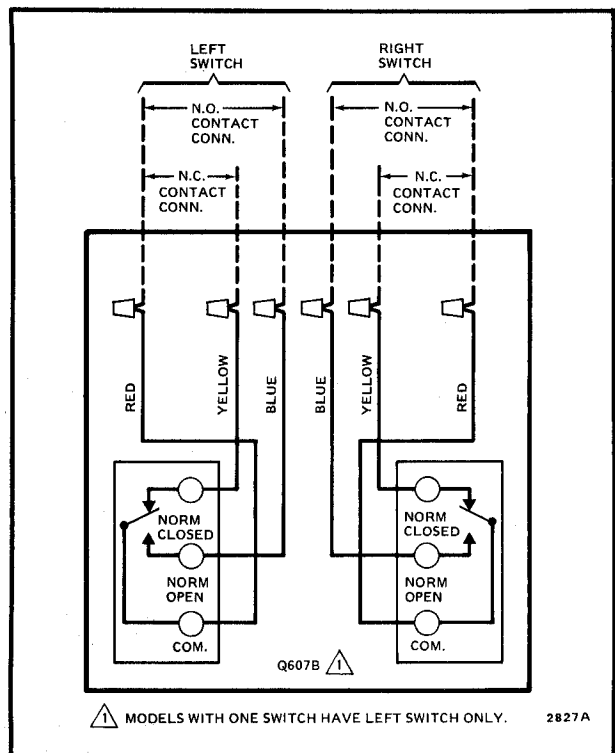 LEFT
SWITCH
RIGHT
SWITCH
N.O.
CONTACT
CONN.
N.O.
CONTACT
CONN.
N.C.
CONTACT
CONN.
N.C.
CONTACT
CONN.
RED
YELLOW
BLUE
BLUE
YELLOW
RED
NORM
CLOSED
NORM
OPEN
COM.
NORM
CLOSED
NORM
OPEN
COM.
Q607B 1
1 MODELS WITH ONE SWITCH HAVE LEFT SWITCH ONLY. 2827A